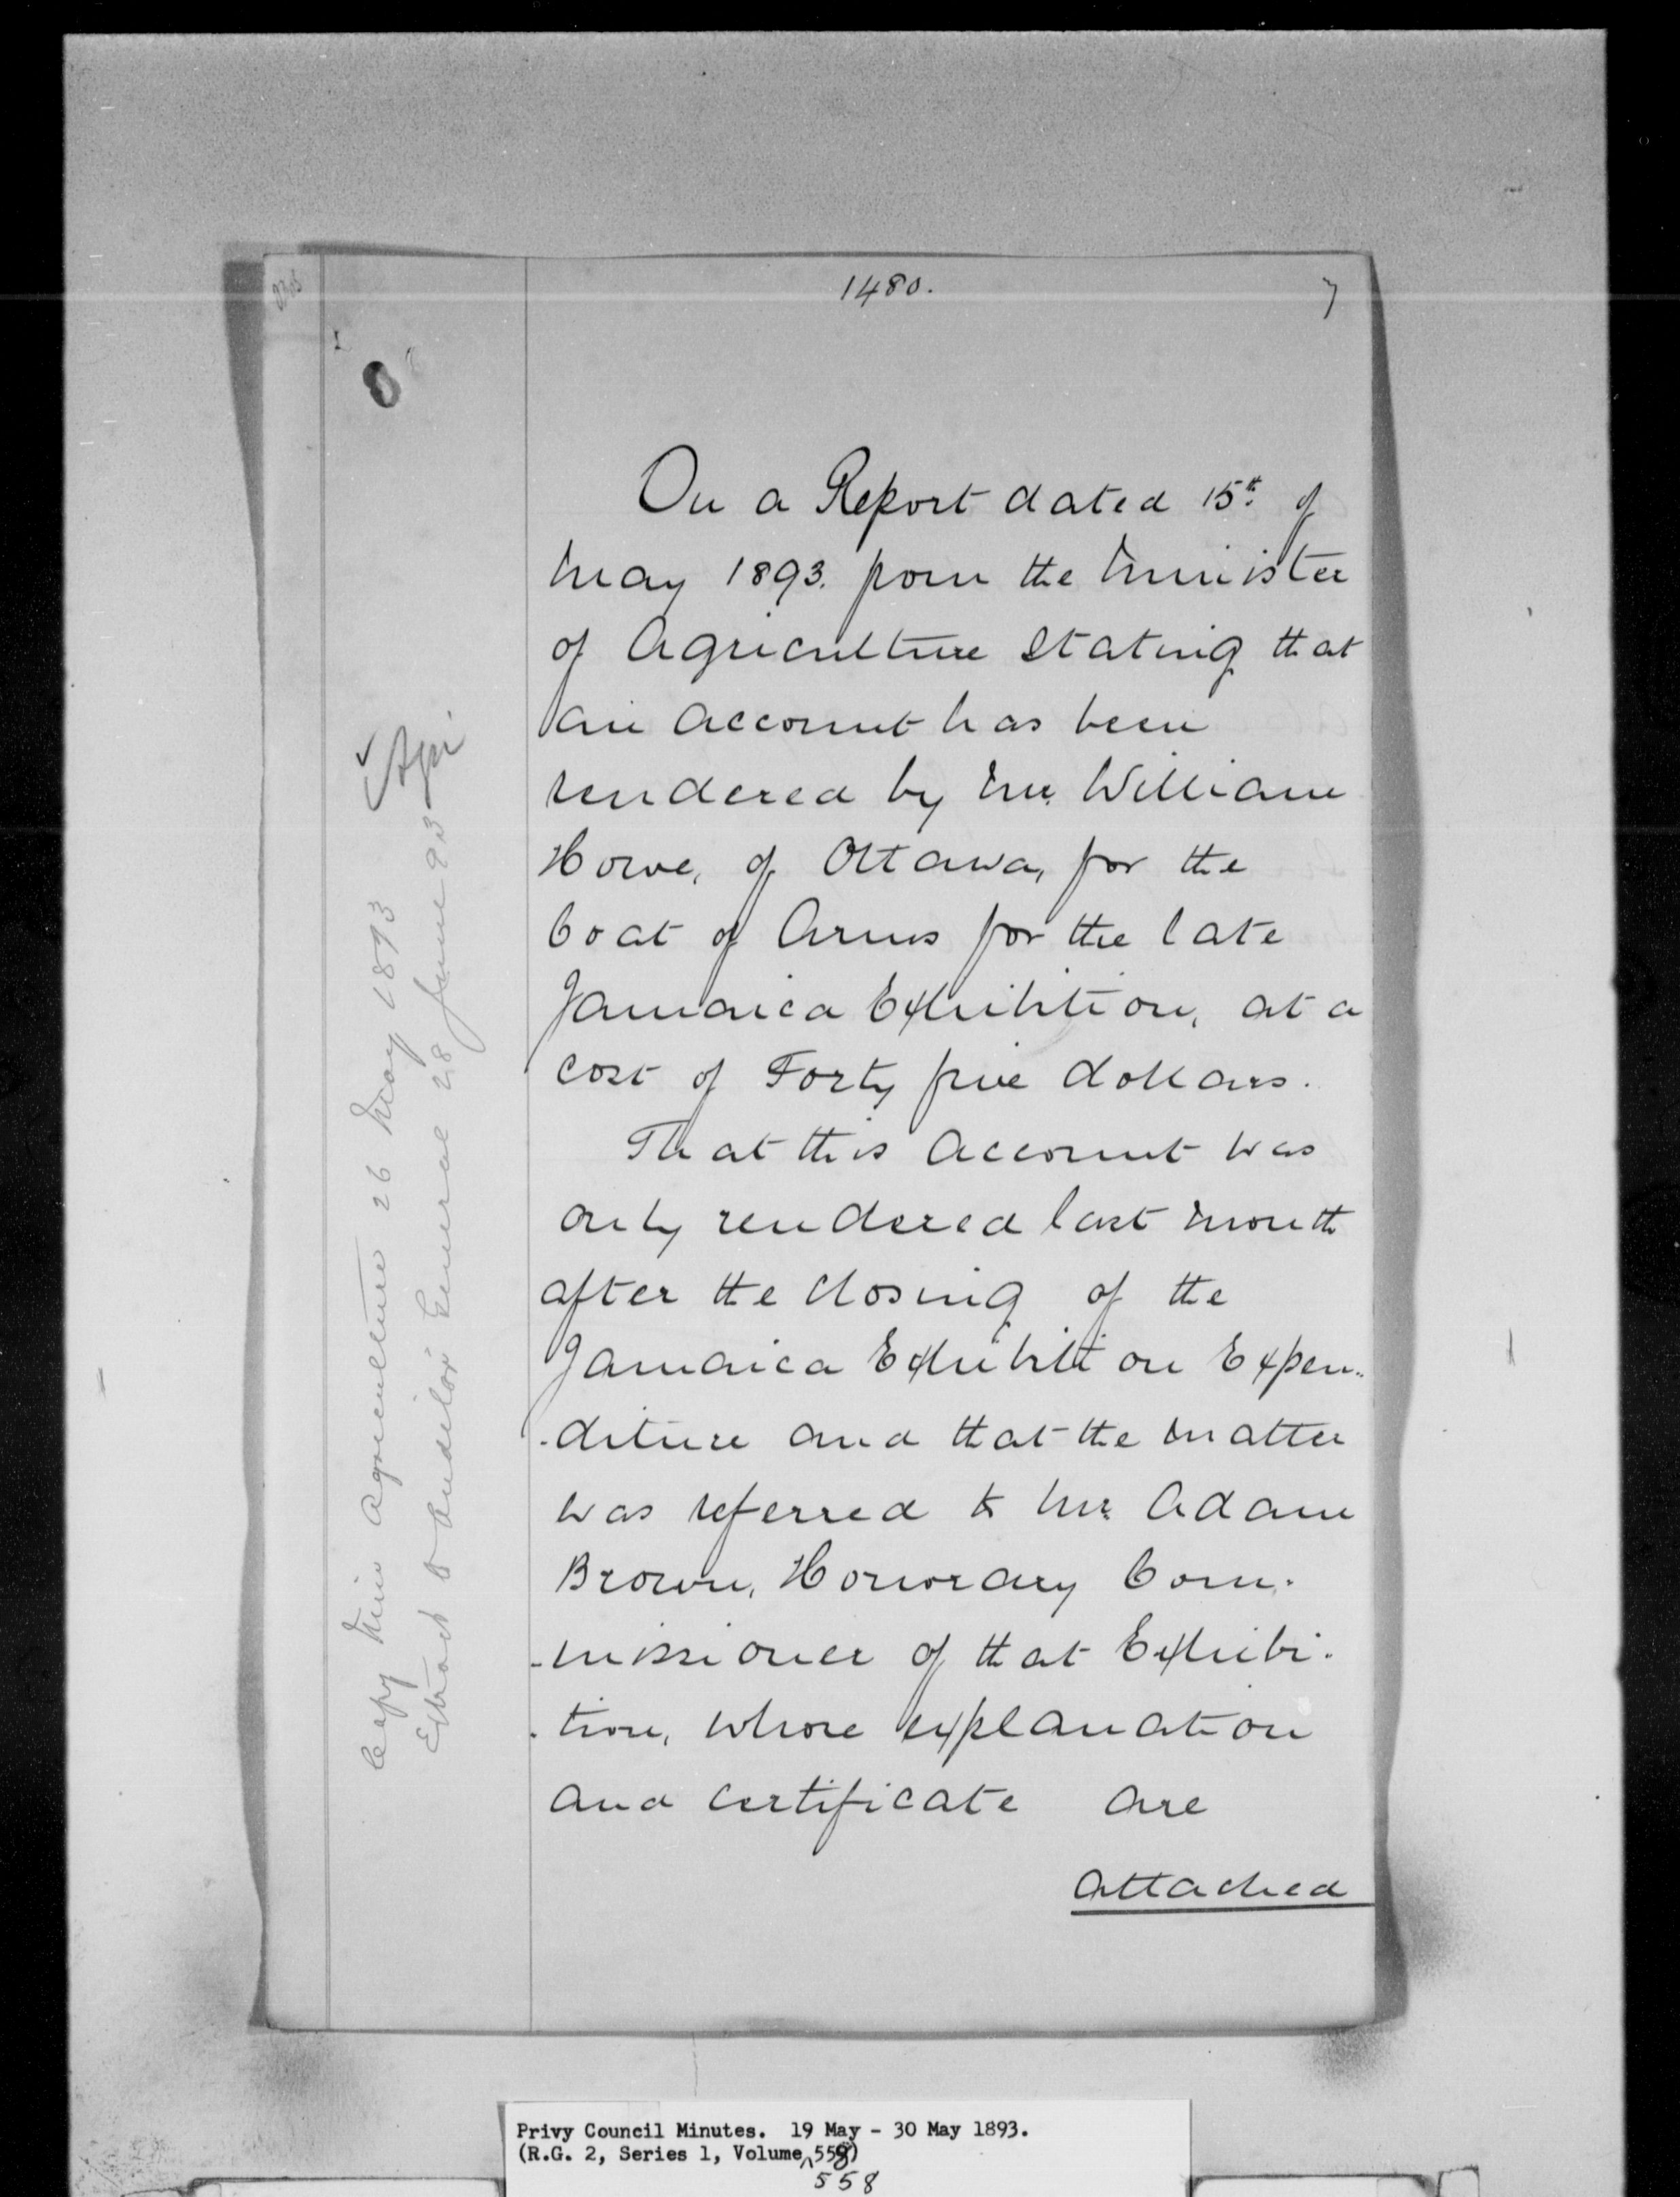 1480.
7
On a Report dated 15th of
May 1893. from the Minister
of Agriculture stating that
an account has been
rendered by Mr. William
Howe, of Ottawa, for the
Coat of Arms for the late
Jamaica Exhibition, at a
cost of Forty five dollars.
That this account was
only rendered last month
after the closing of the
Jamaica Exhibition Expen-
-diture and that the matter
was referred to Mr. Adam
Brown, Honorary Com-
-missioner of that Exhibi-
-tion, whose explanation
and certificate are
attached
Agri
Copy Min Agriculture 26 May 1893
Extract to Auditor General 28 June 93
Privy Council Minutes. 19 May - 30 May 1893.
(R.G. 2, Series 1, Volume 558)
558